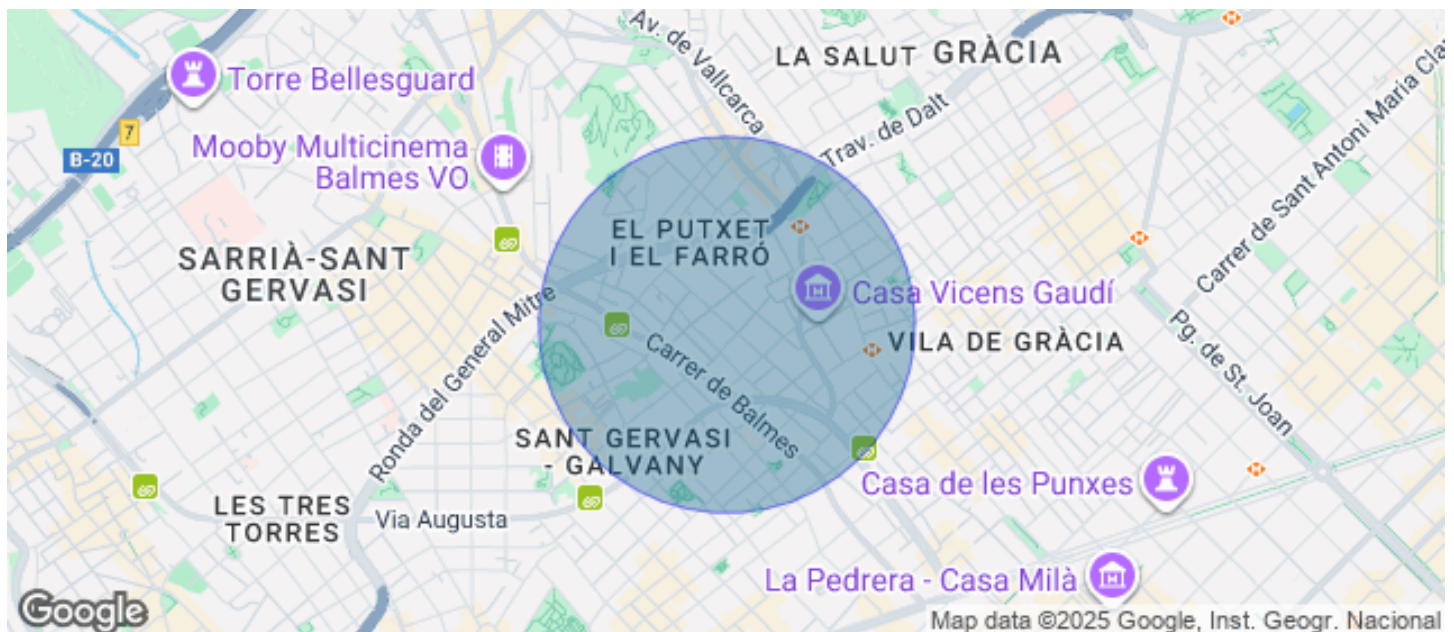 Av. de Vallcarca
LA SALUT
GRÀCIA
Torre Bellesguard
7
B-20
Mooby Multicinema
Balmes VO
Trav. de Dalt
Carrer de Sant Antoni Maria Cla
EL PUTXET
I EL FARRÓ
SARRIÀ-SANT
GERVASI
Casa Vicens Gaudí
Ronda del General Mitre
Carrer de Balmes
VILA DE GRÀCIA
Pg. de St. Joan
SANT GERVASI
- GALVANY
Casa de les Punxes
LES TRES
TORRES
Via Augusta
La Pedrera - Casa Milà
Google
Map data ©2025 Google, Inst. Geogr. Nacional